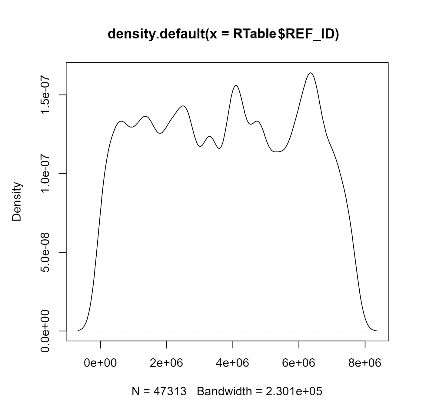 density.default(x = RTable$REF_ID)
Density
1.5e-07
1.0e-07
5.0e-08
0.0e+00
0e+00 2e+06 4e+06 6e+06 8e+06
N = 47313 Bandwidth = 2.301e+05